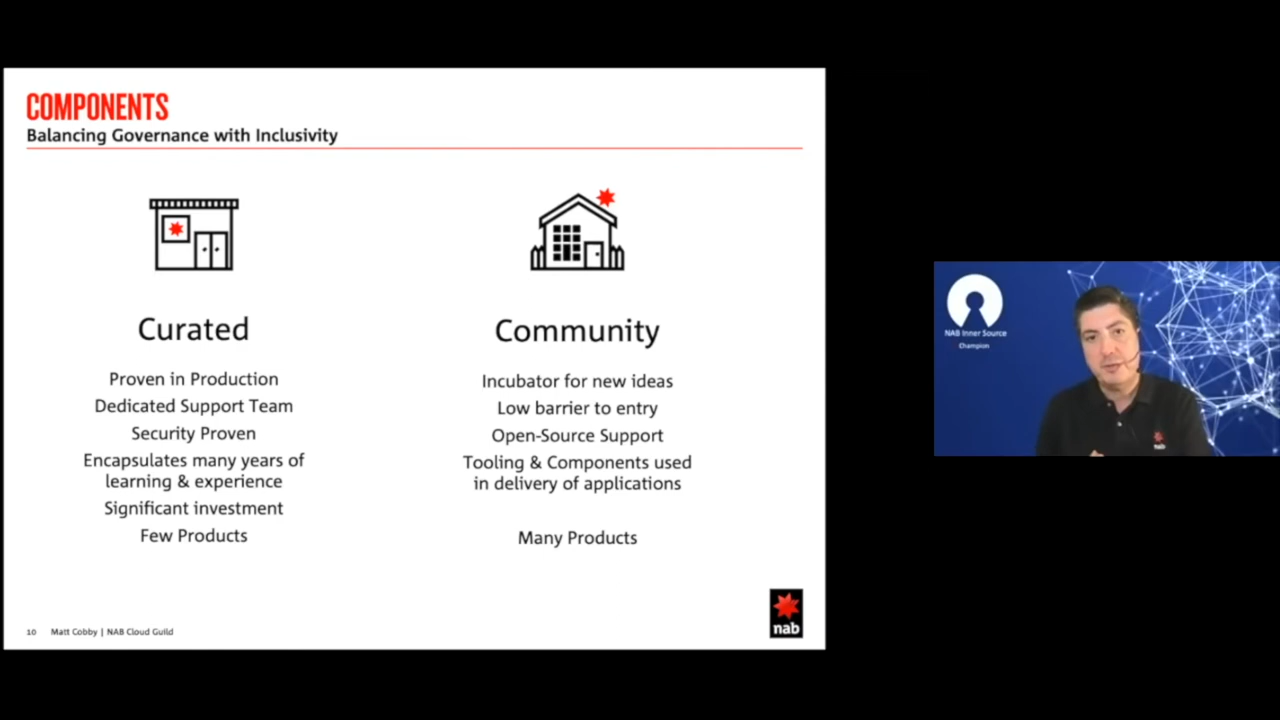 COMPONENTS
Balancing Governance with Inclusivity
Curated
Proven in Production
Dedicated Support Team
Security Proven
Encapsulates many years of
learning & experience
Significant investment
Few Products
Community
Incubator for new ideas
Low barrier to entry
Open-Source Support
Tooling & Components used
in delivery of applications
Many Products
10 Matt Cobby | NAB Cloud Guild
nab
NAB Inner Source
Champion
nab